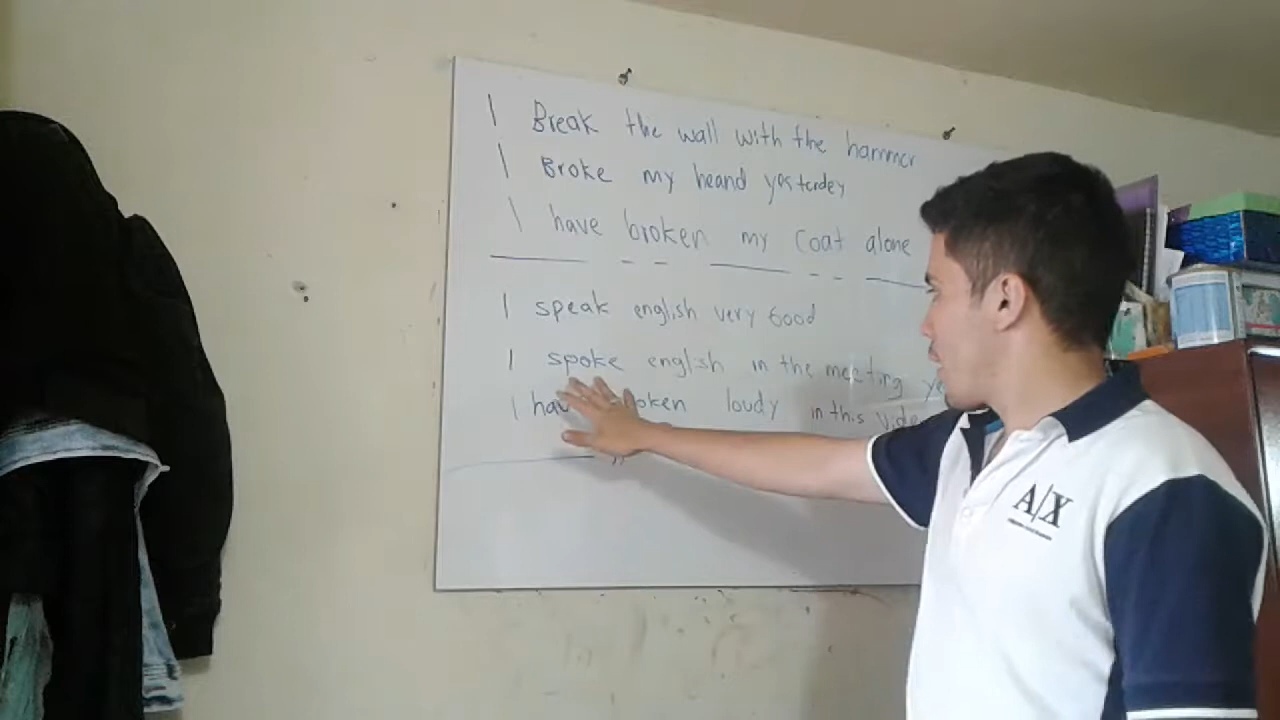 I Break the wall with the hammer
I Broke my heand yesterdey
I have broken my coat alone
I speak english very Good
I spoke english in the meeting
I loudy in this
A|X